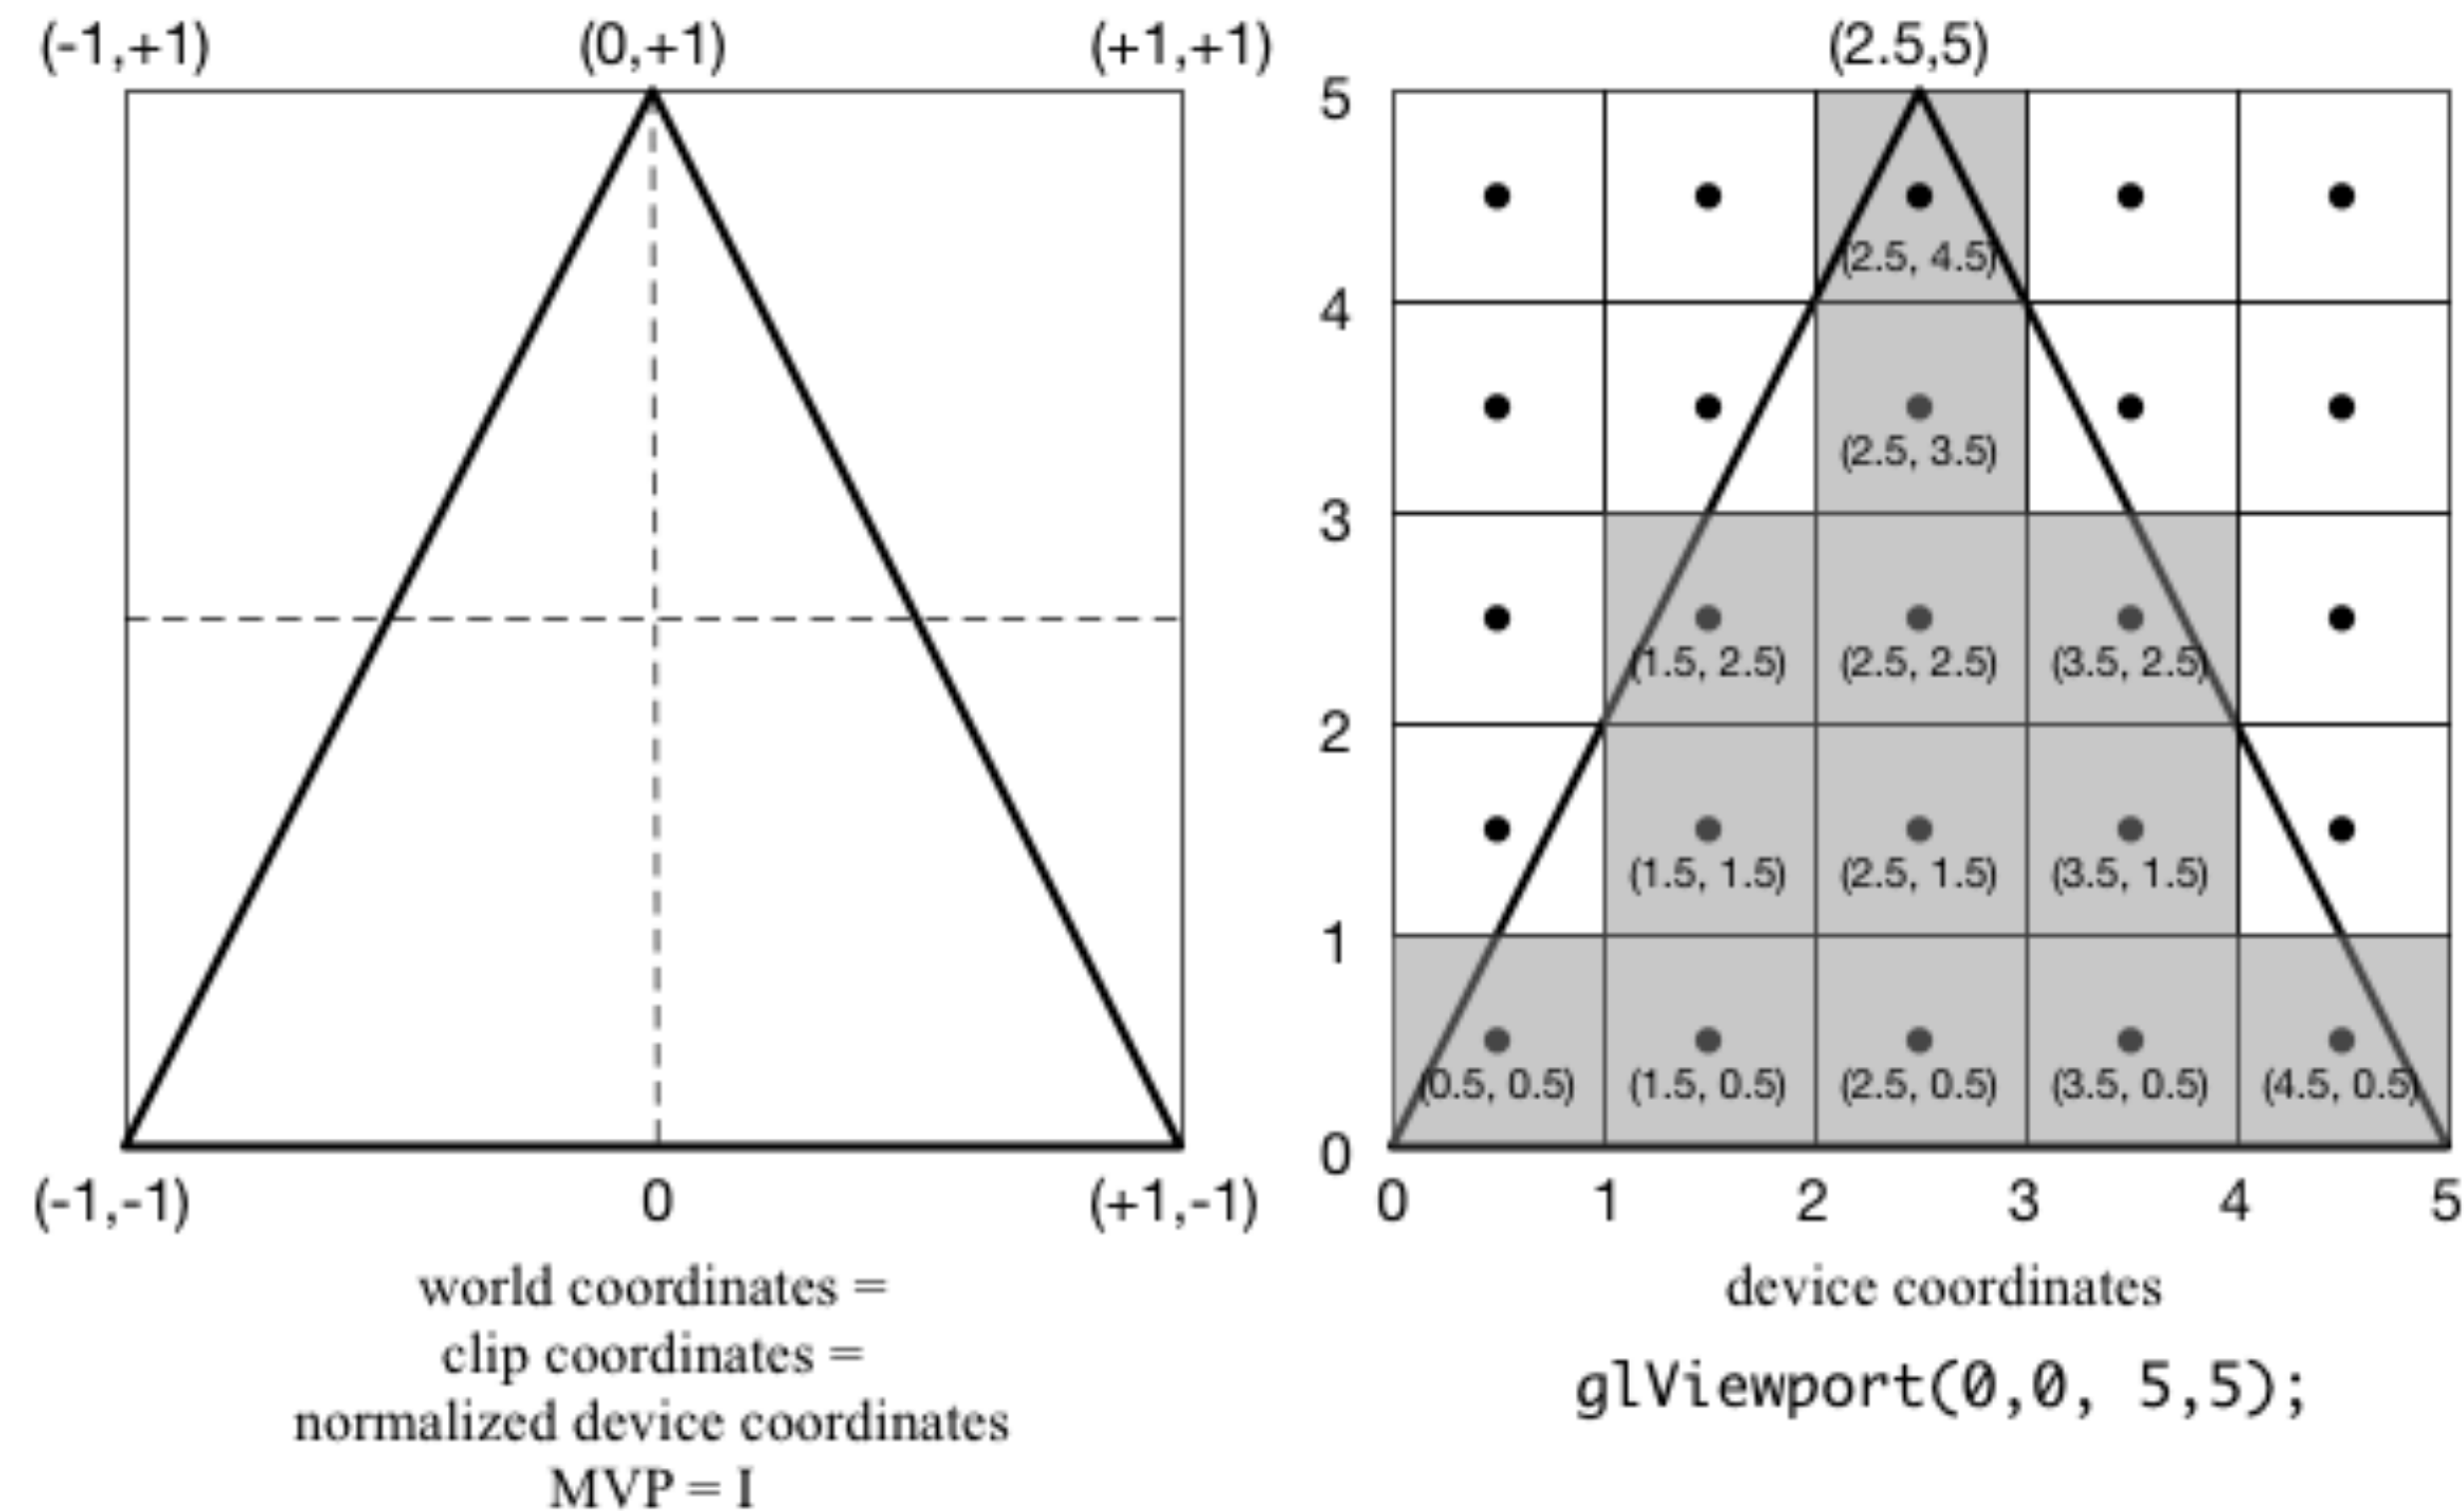 (-1,+1) (0,+1) (+1,+1)
(-1,-1) 0 (+1,-1)
world coordinates =
clip coordinates =
normalized device coordinates
MVP = I
(2.5,5)
5
(2.5, 4.5)
4
(2.5, 3.5)
3
(1.5, 2.5) (2.5, 2.5) (3.5, 2.5)
2
(1.5, 1.5) (2.5, 1.5) (3.5, 1.5)
1
(0.5, 0.5) (1.5, 0.5) (2.5, 0.5) (3.5, 0.5) (4.5, 0.5)
0
0 1 2 3 4 5
device coordinates
glViewport(0,0, 5,5);